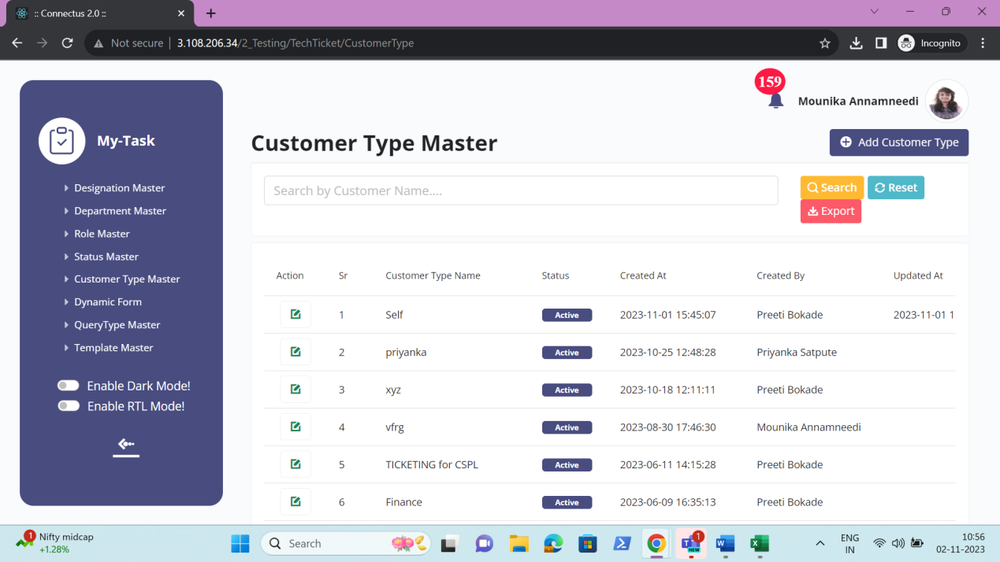 :: Connectus 2.0 ::
Not secure 3.108.206.34/2_Testing/TechTicket/CustomerType
Incognito
159
Mounika Annamneedi
My-Task
Designation Master
Department Master
Role Master
Status Master
Customer Type Master
Dynamic Form
QueryType Master
Template Master
Enable Dark Mode!
Enable RTL Mode!
Customer Type Master
Add Customer Type
Search by Customer Name....
Search
Reset
Export
Action Sr Customer Type Name Status Created At Created By Updated At
1 Self Active 2023-11-01 15:45:07 Preeti Bokade 2023-11-01 1
2 priyanka Active 2023-10-25 12:48:28 Priyanka Satpute
3 xyz Active 2023-10-18 12:11:11 Preeti Bokade
4 vfrg Active 2023-08-30 17:46:30 Mounika Annamneedi
5 TICKETING for CSPL Active 2023-06-11 14:15:28 Preeti Bokade
6 Finance Active 2023-06-09 16:35:13 Preeti Bokade
1
Nifty midcap
+1.28%
Search
1
T
NEW
W
X
ENG
IN
10:56
02-11-2023